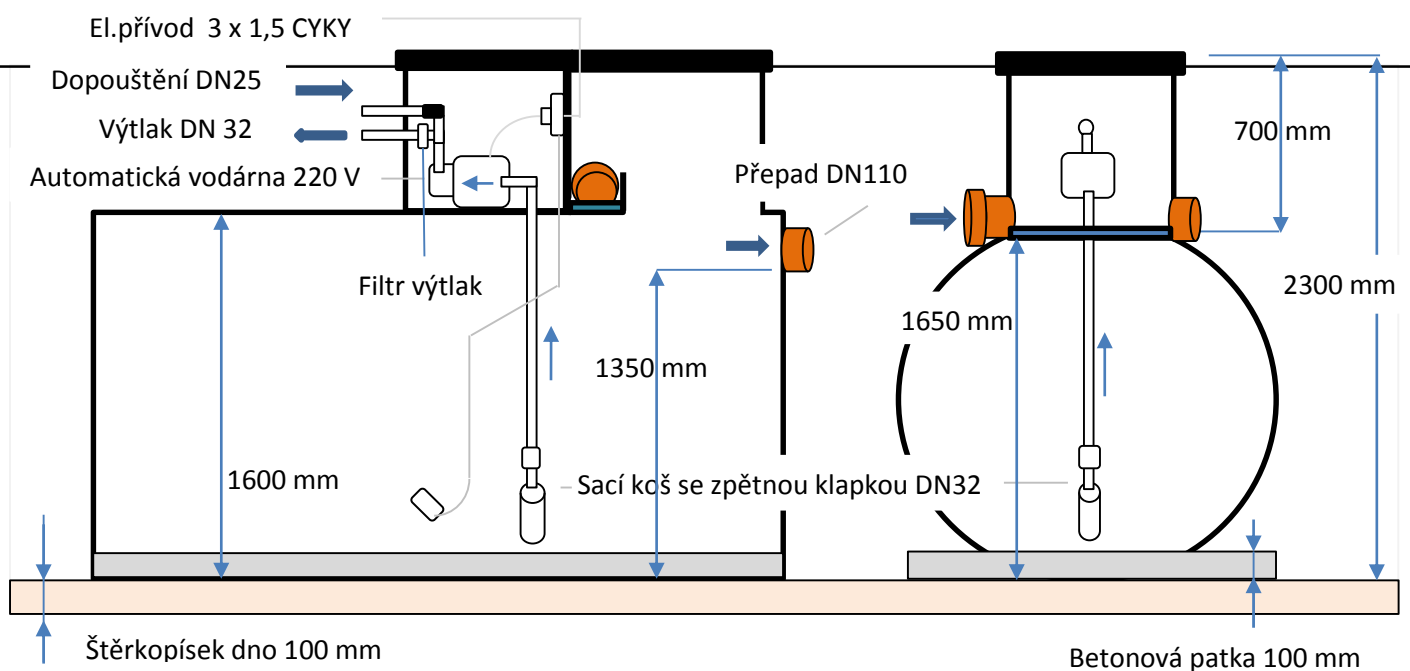 El.přívod 3 x 1,5 CYKY
Dopouštění DN25
Výtlak DN 32
Automatická vodárna 220 V
Filtr výtlak
Přepad DN110
700 mm
2300 mm
1650 mm
1350 mm
1600 mm
Sací koš se zpětnou klapkou DN32
Štěrkopísek dno 100 mm
Betonová patka 100 mm